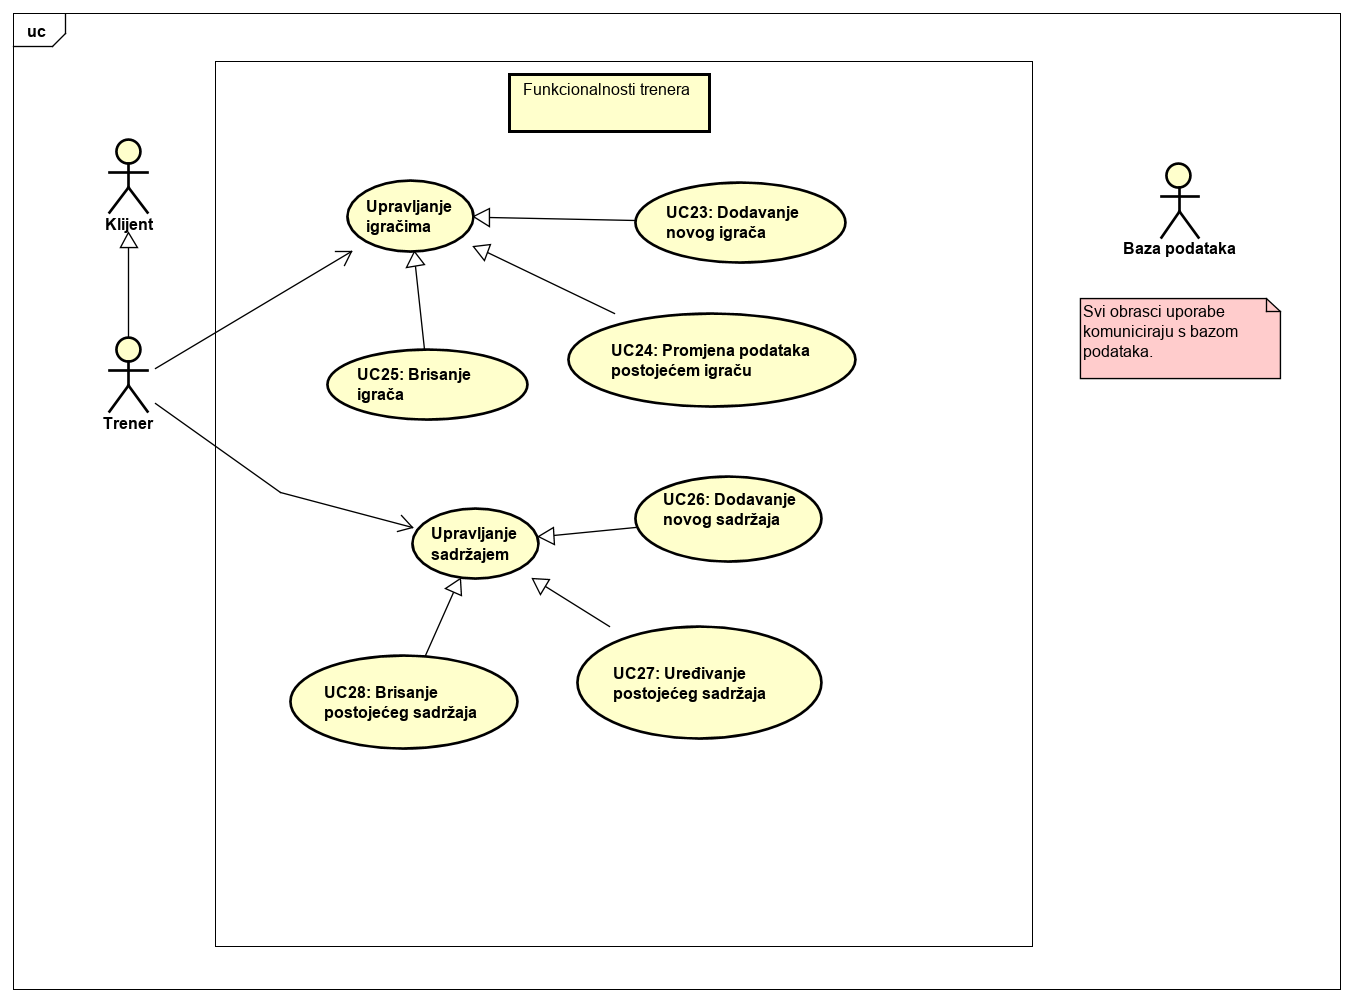 uc
Funkcionalnosti trenera
Klijent
Upravljanje
igračima
UC23: Dodavanje
novog igrača
Baza podataka
Svi obrasci uporabe
komuniciraju s bazom
podataka.
UC25: Brisanje
igrača
UC24: Promjena podataka
postojećem igraču
Trener
Upravljanje
sadržajem
UC26: Dodavanje
novog sadržaja
UC28: Brisanje
postojećeg sadržaja
UC27: Uređivanje
postojećeg sadržaja